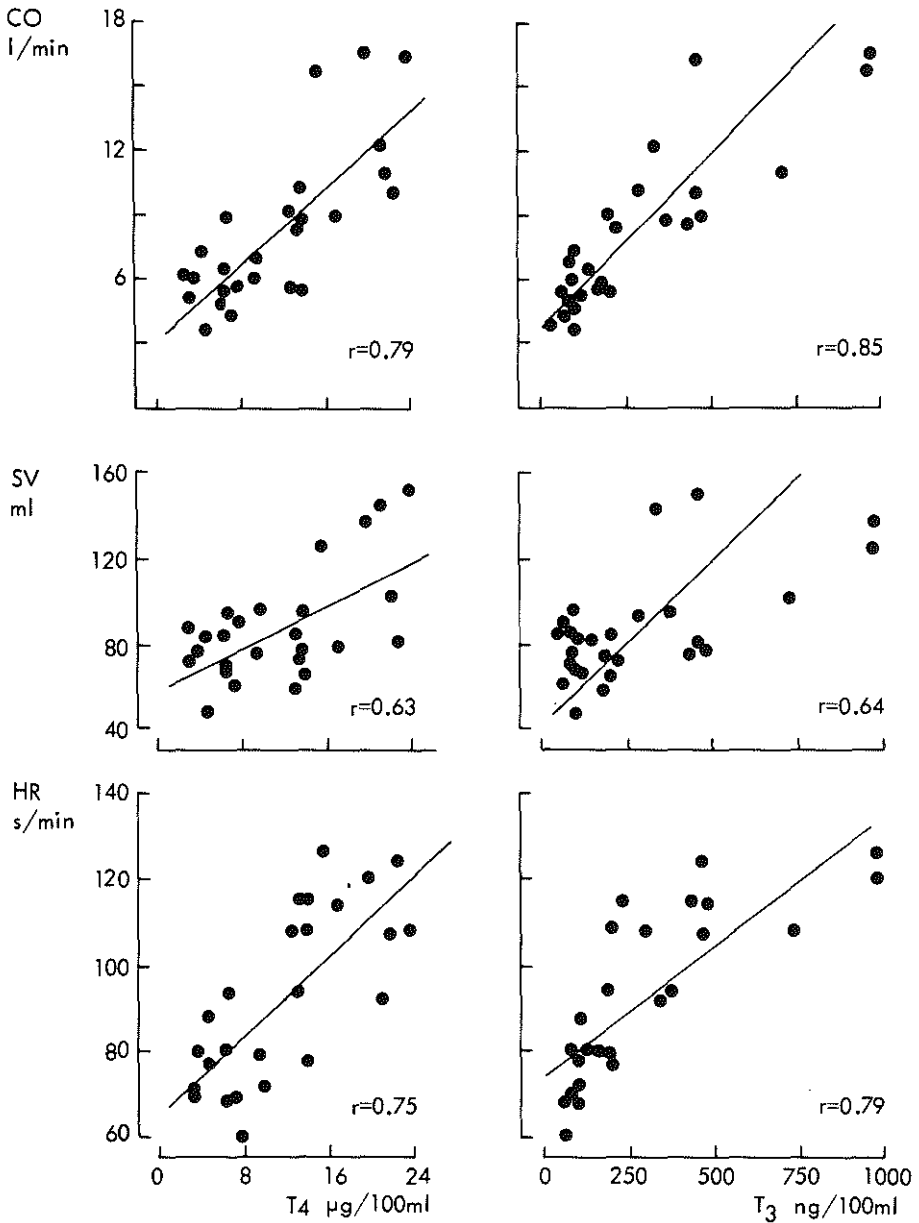 CO
l/min
18
12
6
r=0.79
r=0.85
SV
ml
160
120
80
40
r=0.63
r=0.64
HR
s/min
140
120
100
80
60
r=0.75
r=0.79
0 8 16 24
T4 µg/100ml
0 250 500 750 1000
T3 ng/100ml